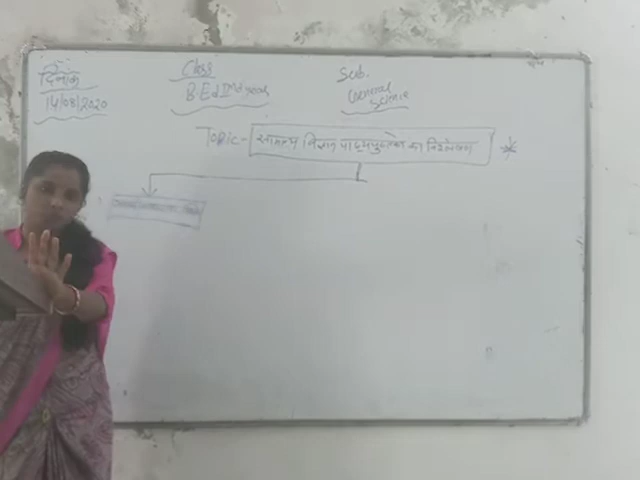 दिनांक
14/08/2020
Class
B.Ed IInd year
Sub.
General
Science
Topic- सामान्य विज्ञान पाठ्यपुस्तको का विश्लेषण *